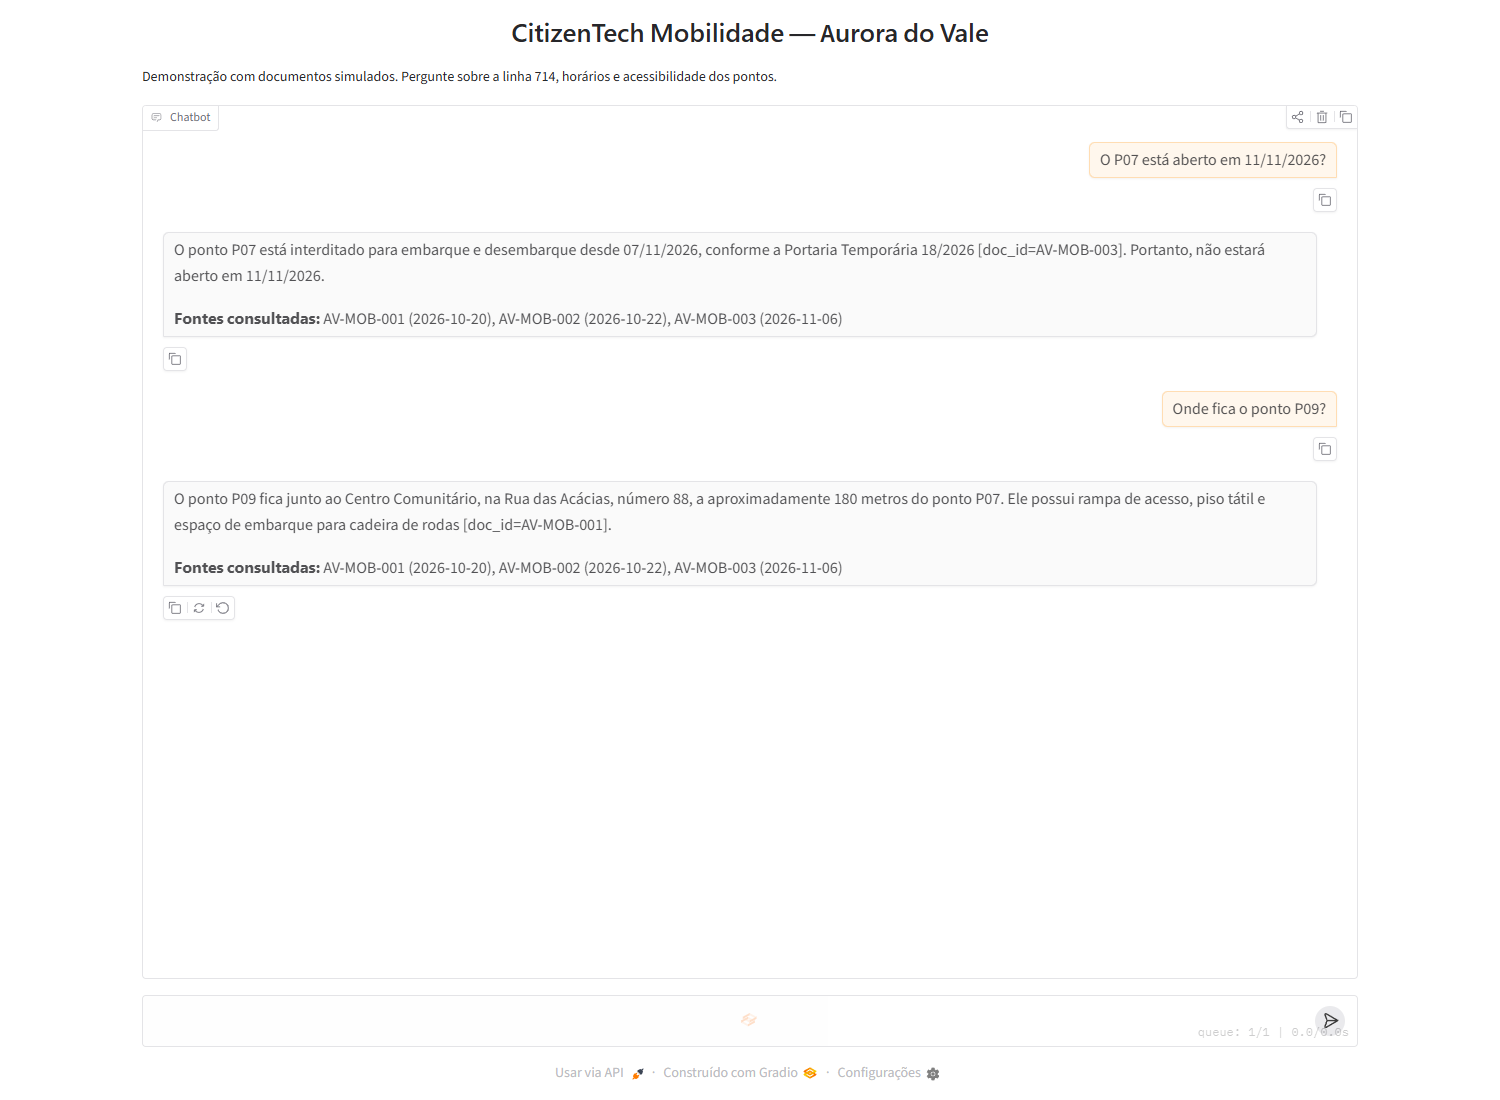 CitizenTech Mobilidade — Aurora do Vale
Demonstração com documentos simulados. Pergunte sobre a linha 714, horários e acessibilidade dos pontos.
Chatbot
O P07 está aberto em 11/11/2026?
O ponto P07 está interditado para embarque e desembarque desde 07/11/2026, conforme a Portaria Temporária 18/2026 [doc_id=AV-MOB-003]. Portanto, não estará
aberto em 11/11/2026.
Fontes consultadas: AV-MOB-001 (2026-10-20), AV-MOB-002 (2026-10-22), AV-MOB-003 (2026-11-06)
Onde fica o ponto P09?
O ponto P09 fica junto ao Centro Comunitário, na Rua das Acácias, número 88, a aproximadamente 180 metros do ponto P07. Ele possui rampa de acesso, piso tátil e
espaço de embarque para cadeira de rodas [doc_id=AV-MOB-001].
Fontes consultadas: AV-MOB-001 (2026-10-20), AV-MOB-002 (2026-10-22), AV-MOB-003 (2026-11-06)
queue: 1/1 | 0.0/0.0s
Usar via API · Construído com Gradio · Configurações